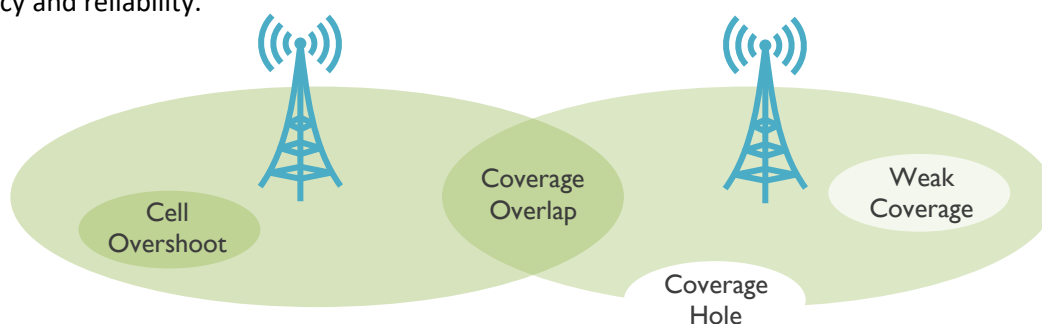 cy and reliability.
Cell
Overshoot
Coverage
Overlap
Weak
Coverage
Coverage
Hole